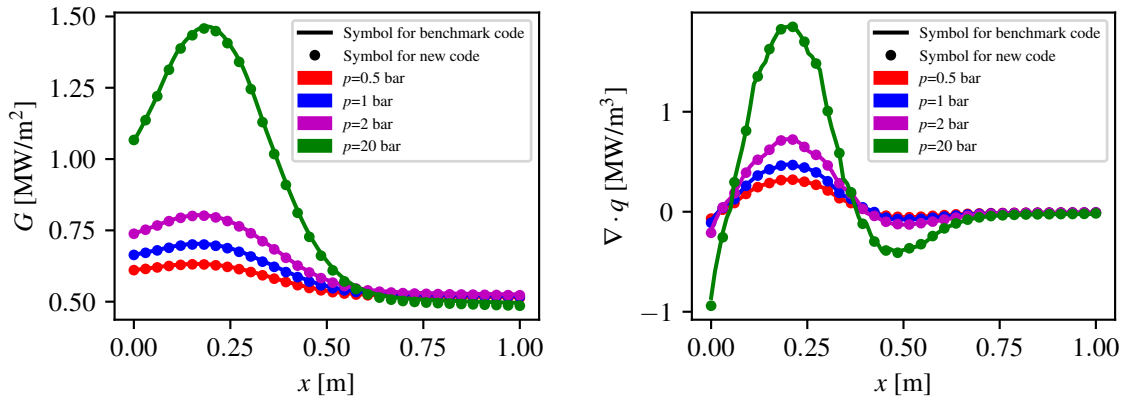 G [MW/m²]
1.50
1.25
1.00
0.75
0.50
0.00
0.25
0.50
0.75
1.00
x [m]
Symbol for benchmark code
Symbol for new code
p=0.5 bar
p=1 bar
p=2 bar
p=20 bar
∇ · q [MW/m³]
1
0
−1
0.00
0.25
0.50
0.75
1.00
x [m]
Symbol for benchmark code
Symbol for new code
p=0.5 bar
p=1 bar
p=2 bar
p=20 bar